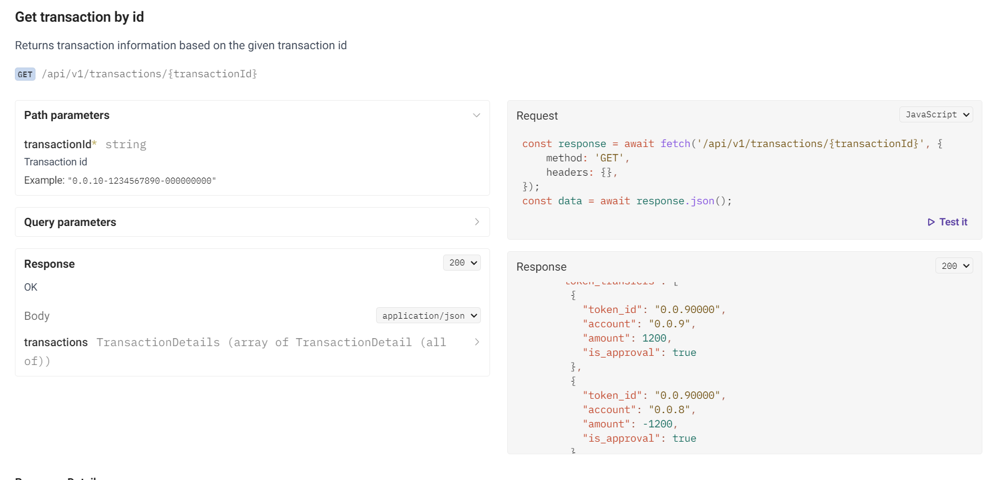 Get transaction by id
Returns transaction information based on the given transaction id
GET /api/v1/transactions/{transactionId}
Path parameters
transactionId* string
Transaction id
Example: "0.0.10-1234567890-000000000"
Query parameters
Response 200
OK
Body application/json
transactions TransactionDetails (array of TransactionDetail (all
of))
Request JavaScript
const response = await fetch('/api/v1/transactions/{transactionId}', {
    method: 'GET',
    headers: {},
});
const data = await response.json();
Test it
Response 200
token_transfers": [
{
"token_id": "0.0.90000",
"account": "0.0.9",
"amount": 1200,
"is_approval": true
},
{
"token_id": "0.0.90000",
"account": "0.0.8",
"amount": -1200,
"is_approval": true
}